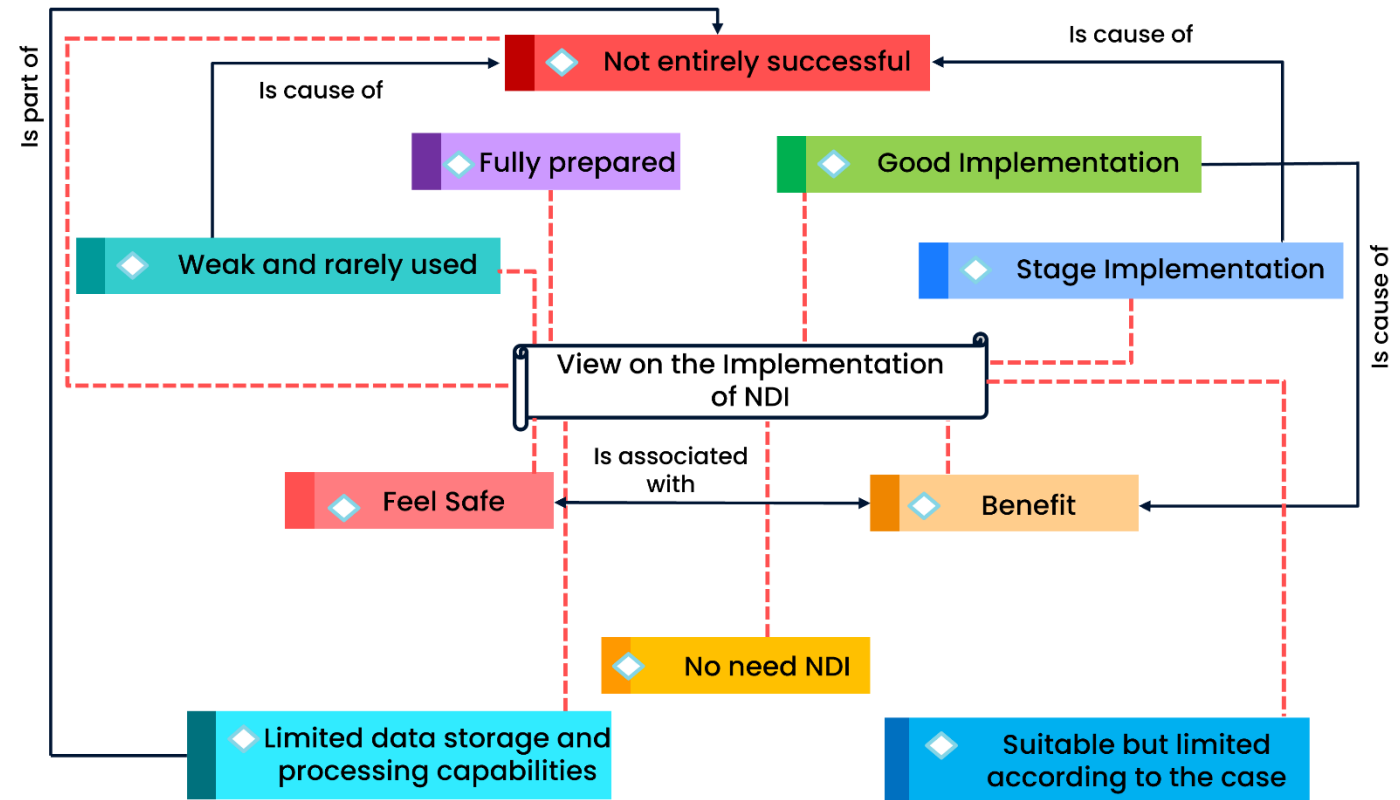 Is part of
Not entirely successful
Is cause of
Is cause of
Fully prepared
Good Implementation
Weak and rarely used
Stage Implementation
Is cause of
View on the Implementation
of NDI
Is associated
with
Feel Safe
Benefit
No need NDI
Limited data storage and
processing capabilities
Suitable but limited
according to the case